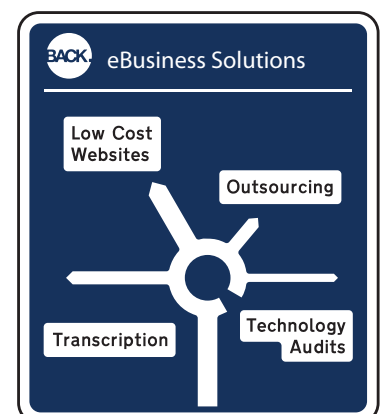 BACK.
eBusiness Solutions
Low Cost
Websites
Outsourcing
Transcription
Technology
Audits